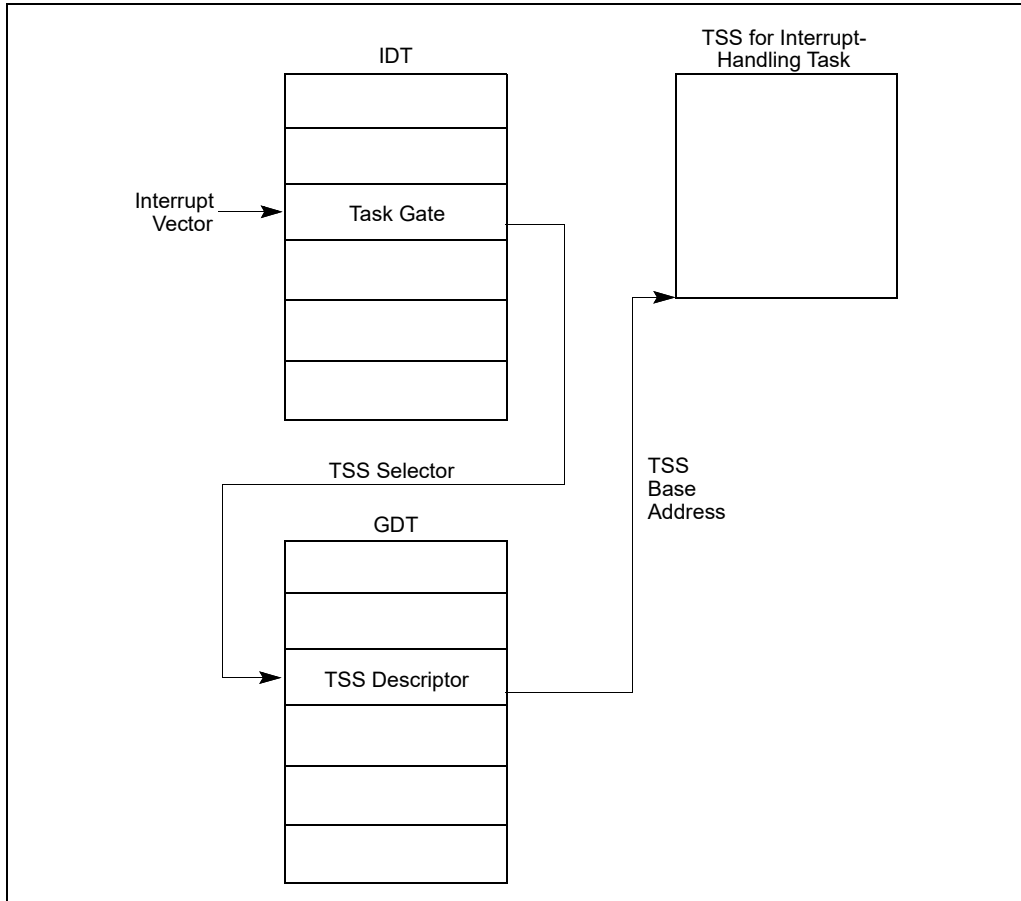 IDT
TSS for Interrupt-
Handling Task
Interrupt
Vector
Task Gate
TSS Selector
TSS
Base
Address
GDT
TSS Descriptor